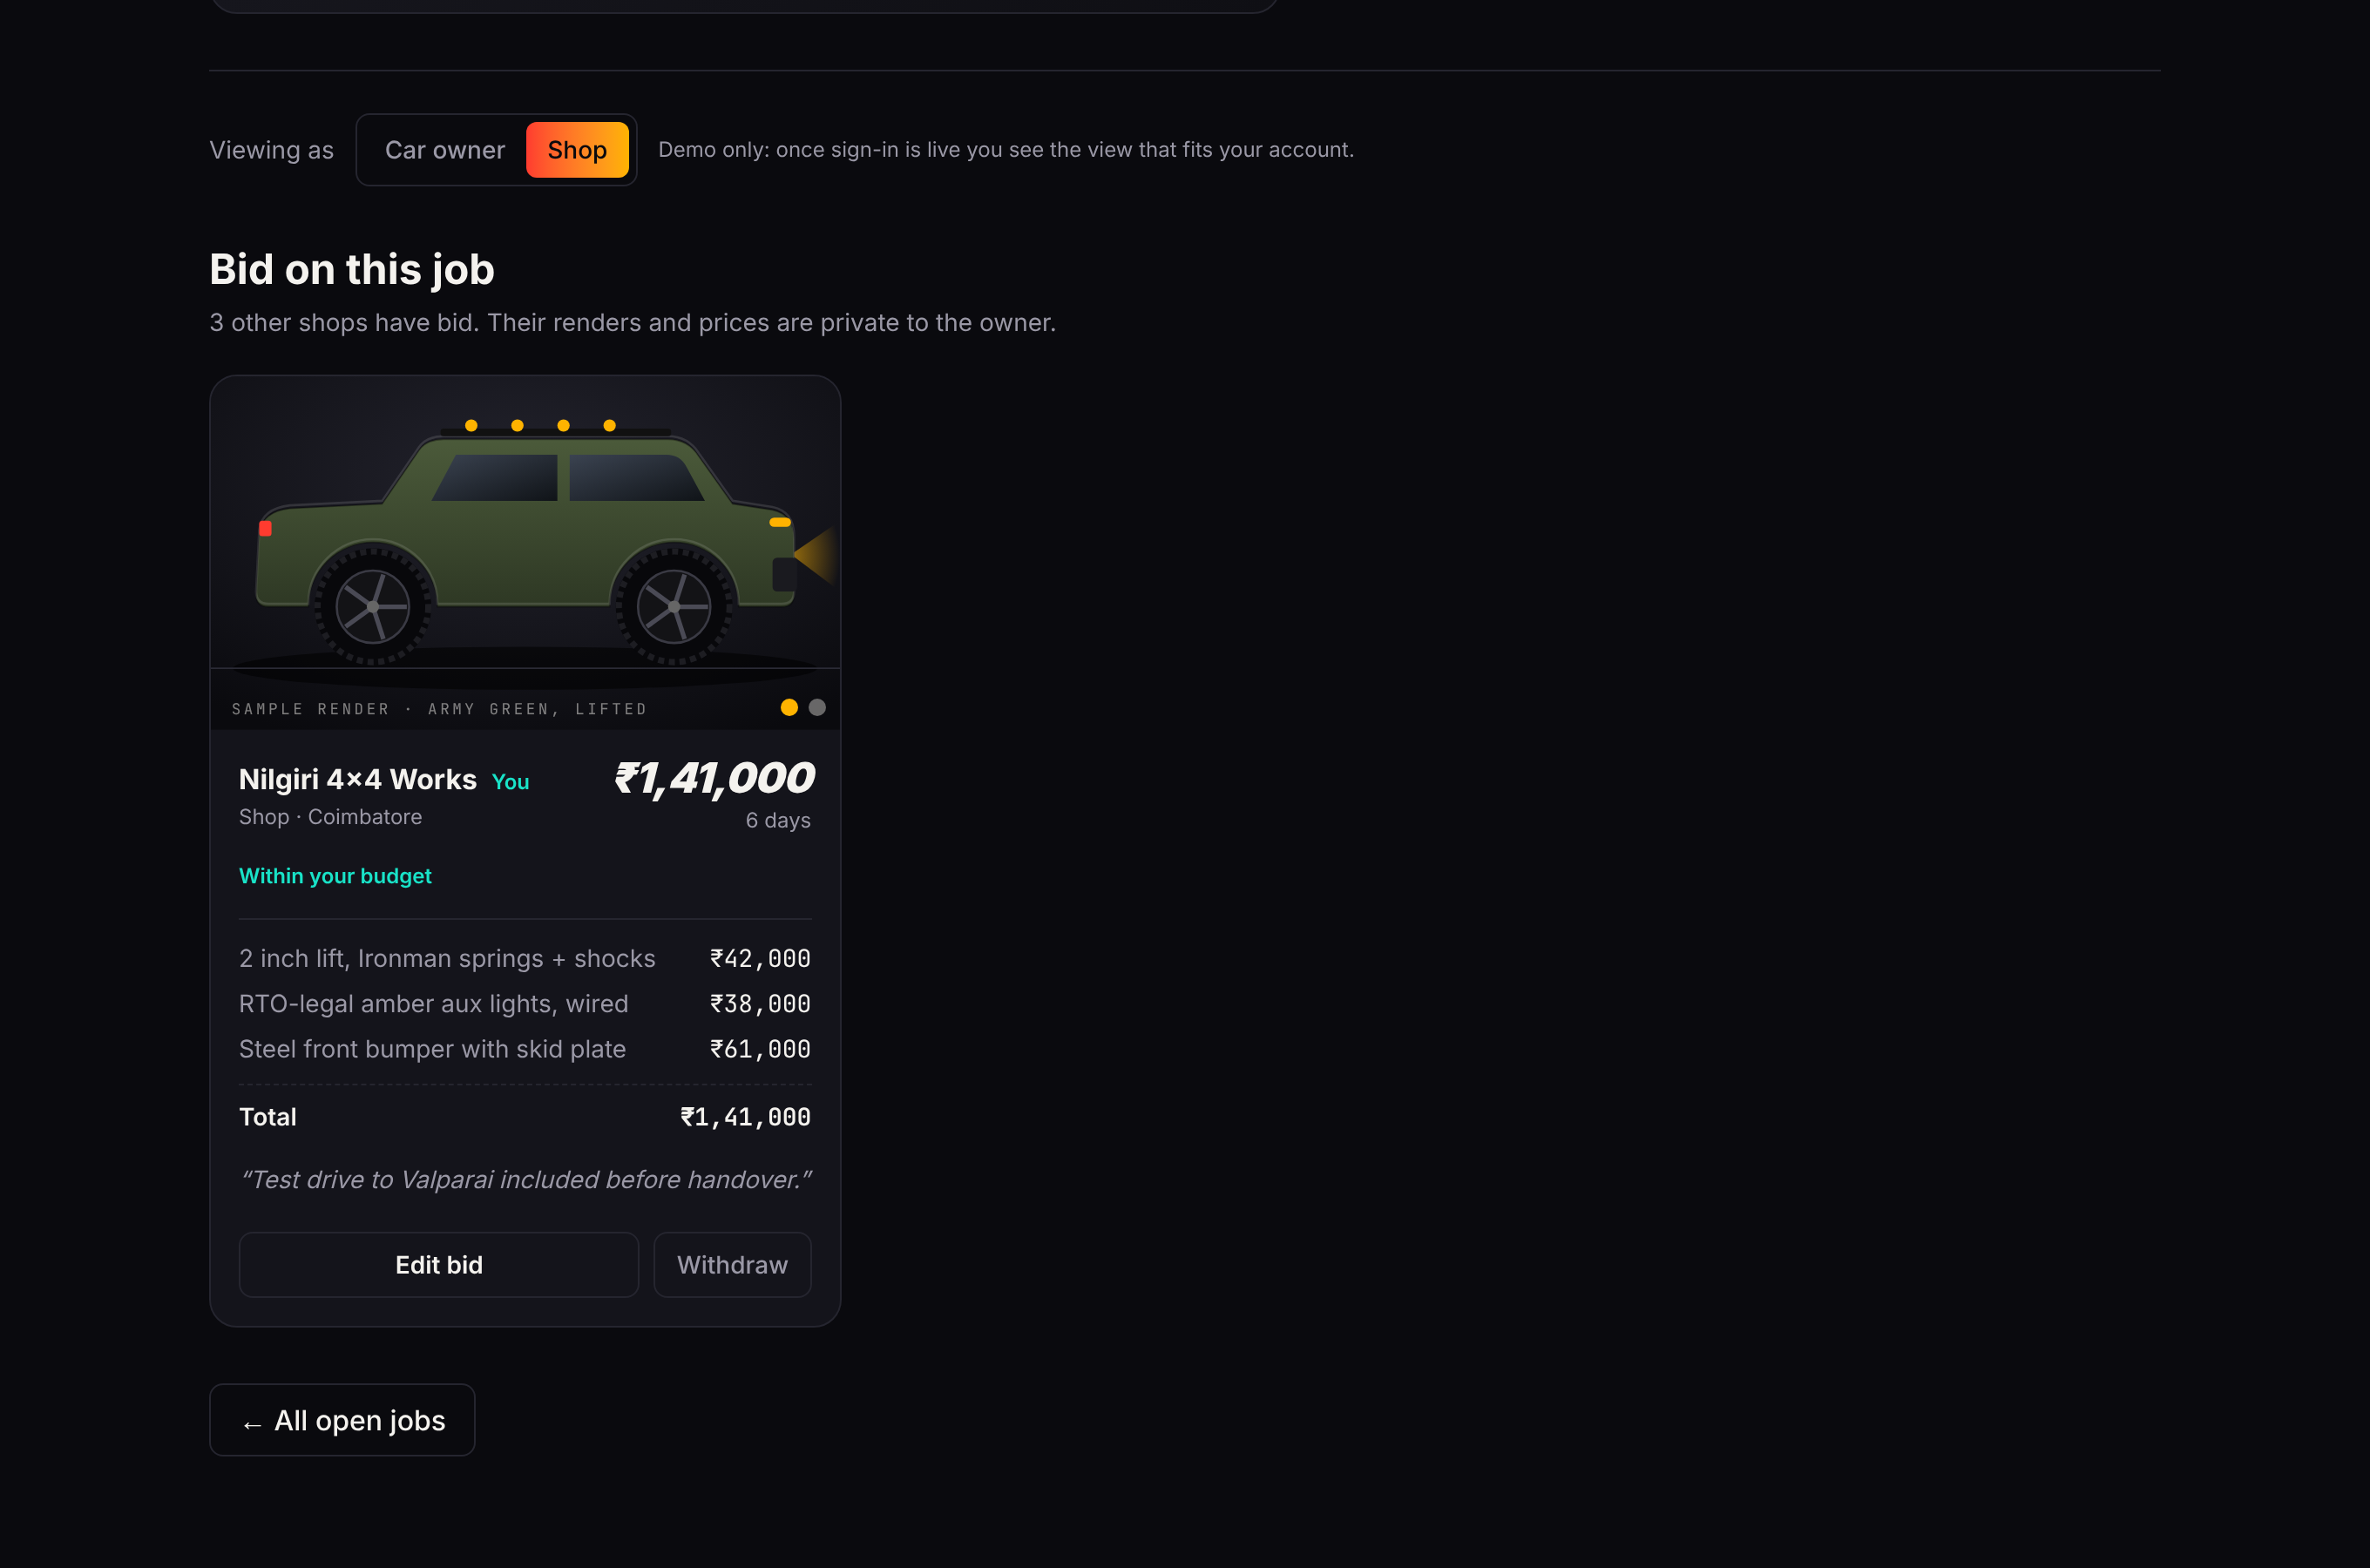 Viewing as Car owner Shop Demo only: once sign-in is live you see the view that fits your account.
Bid on this job
3 other shops have bid. Their renders and prices are private to the owner.
SAMPLE RENDER · ARMY GREEN, LIFTED
Nilgiri 4×4 Works You ₹1,41,000
Shop · Coimbatore 6 days
Within your budget
2 inch lift, Ironman springs + shocks ₹42,000
RTO-legal amber aux lights, wired ₹38,000
Steel front bumper with skid plate ₹61,000
Total ₹1,41,000
“Test drive to Valparai included before handover.”
Edit bid Withdraw
← All open jobs